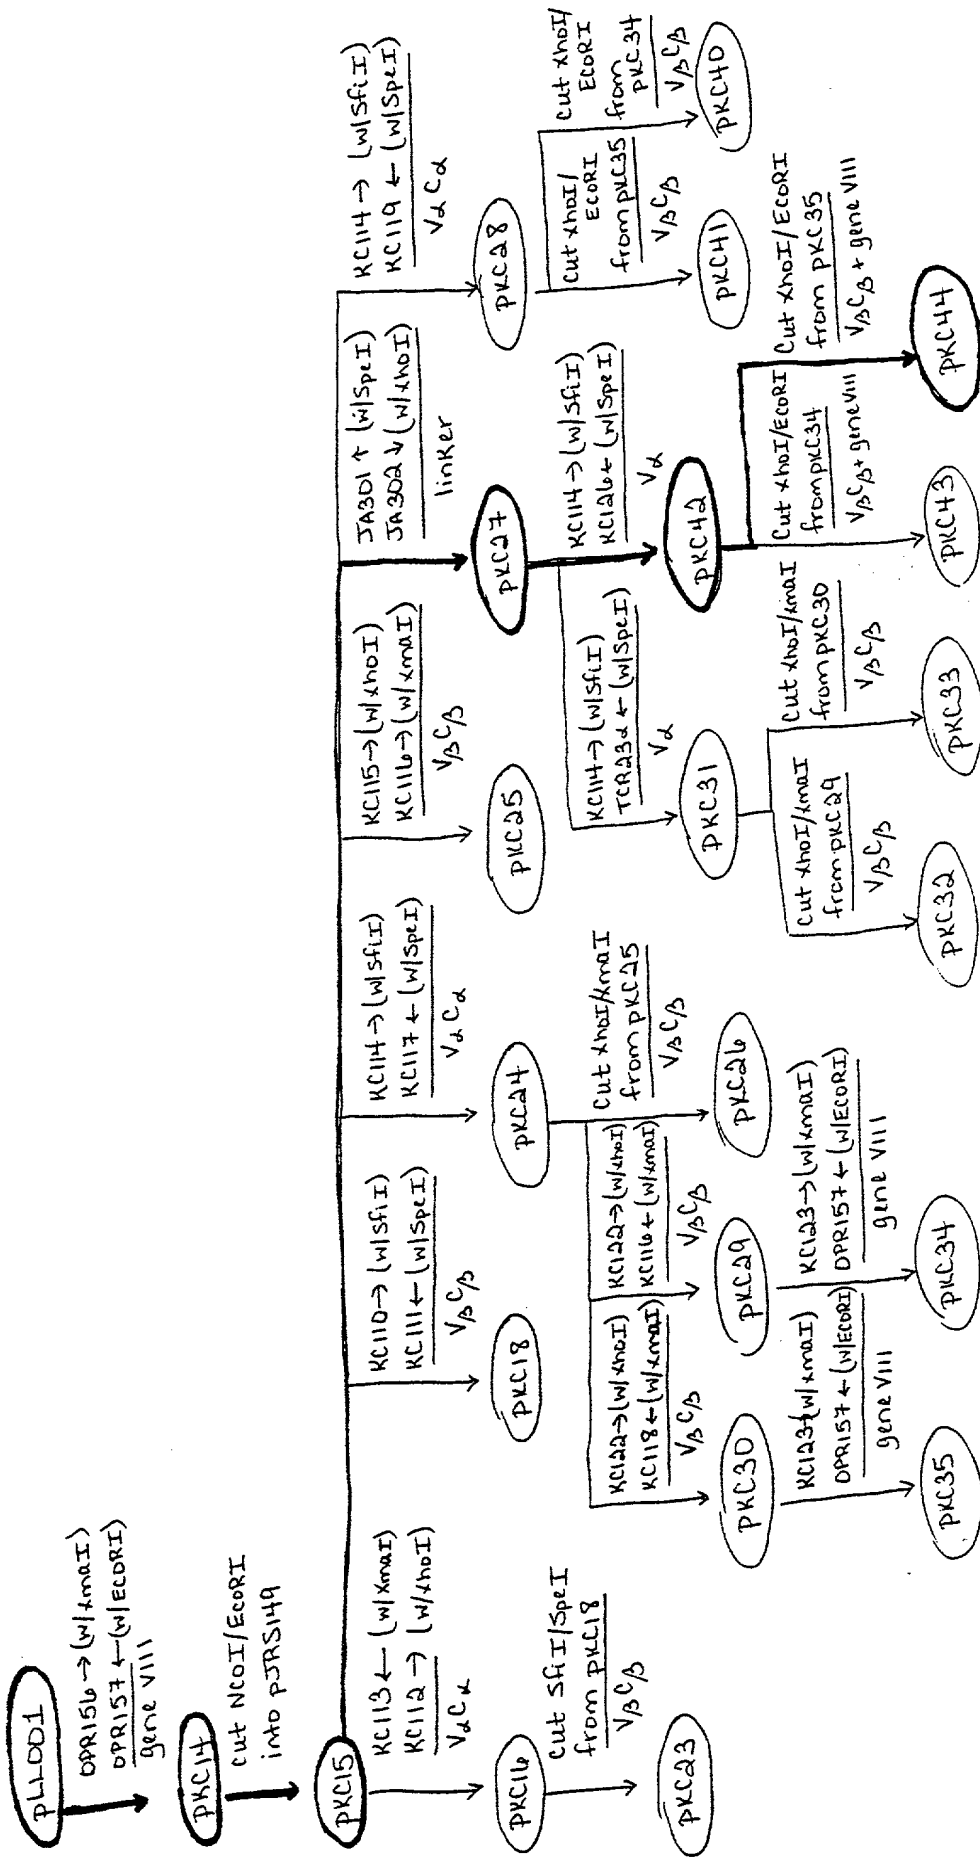 pLL001
OPR156→(w/XmaI)
OPR157←(w/ECORI)
gene VIII
pKC14
cut NcoI/EcoRI
into pJRS149
pKC15
KC113← (w/XmaI)
KC112→ (w/XhoI)
VαCα
pKC16
Cut SfiI/SpeI
from pKC18
VβCβ
pKC23
KC110→ (w/SfiI)
KC111← (w/SpeI)
VβCβ
pKC18
KC114→(w/SfiI)
KC117← (w/SpeI)
VαCα
pKC24
KC122→(w/XhoI)
KC118←(w/XmaI)
VβCβ
pKC30
KC123→(w/XmaI)
OPR157←(w/ECORI)
gene VIII
pKC35
KC122→(w/XhoI)
KC116←(w/XmaI)
VβCβ
pKC29
KC123→(w/XmaI)
OPR157←(w/ECORI)
gene VIII
pKC34
Cut XhoI/XmaI
from pKC25
VβCβ
pKC26
KC115→(w/XhoI)
KC116→(w/XmaI)
VβCβ
pKC25
JA301↑ (w/SpeI)
JA302↓(w/XhoI)
linker
pKC27
KC114→(w/SfiI)
TCR23α←(w/SpeI)
Vα
pKC31
Cut XhoI/XmaI
from pKC29
VβCβ
pKC32
Cut XhoI/XmaI
from pKC30
VβCβ
pKC33
KC114→(w/SfiI)
KC126←(w/SpeI)
Vα
pKC42
Cut XhoI/ECORI
from pKC34
VβCβ+gene VIII
pKC43
Cut XhoI/ECORI
from pKC35
VβCβ+gene VIII
pKC44
KC114→ (w/SfiI)
KC119← (w/SpeI)
VαCα
pKC28
Cut XhoI/
ECORI
from pKC35
VβCβ
pKC41
Cut XhoI/
ECORI
from
pKC34
VβCβ
pKC40